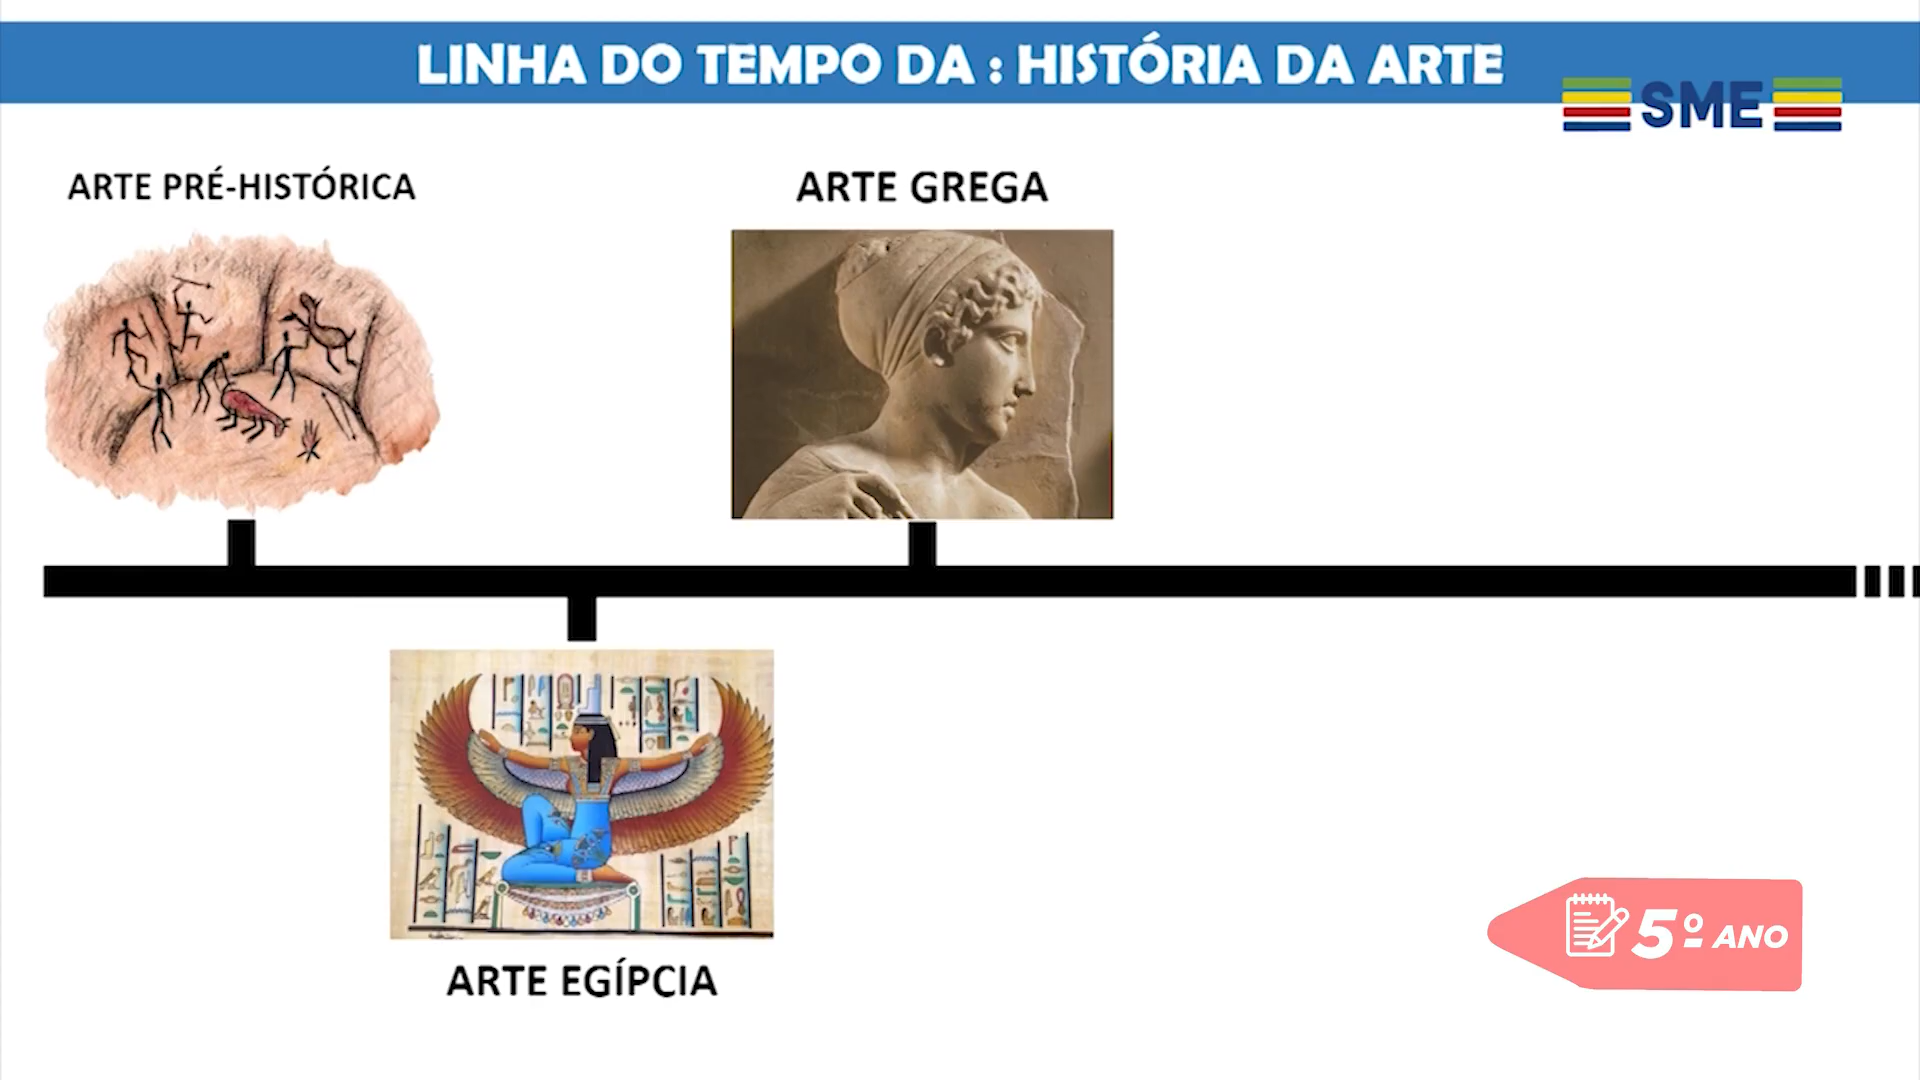 LINHA DO TEMPO DA : HISTÓRIA DA ARTE
SME
ARTE PRÉ-HISTÓRICA
ARTE GREGA
ARTE EGÍPCIA
5º ANO